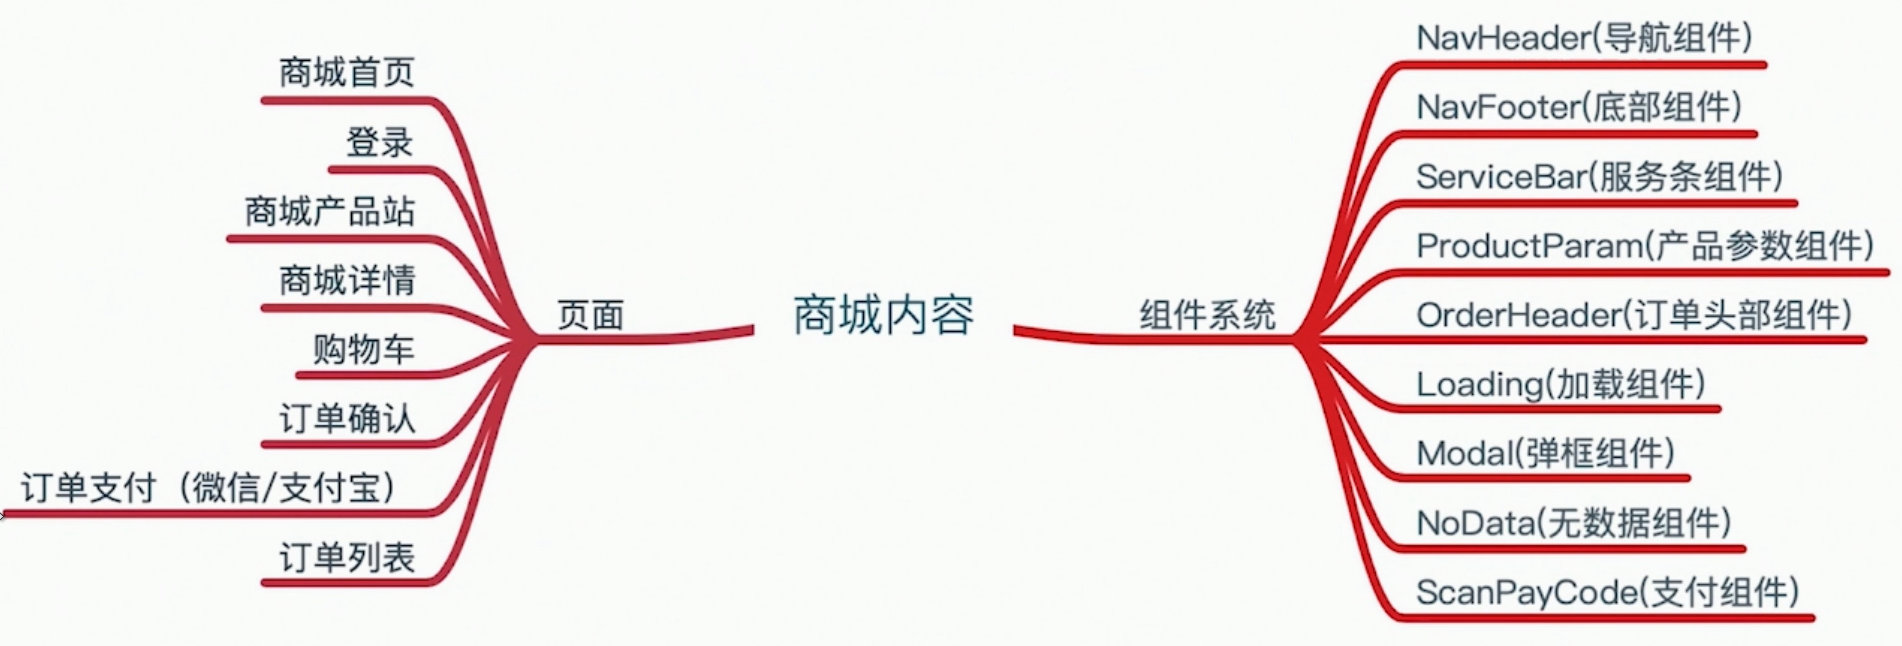 商城内容
页面
商城首页
登录
商城产品站
商城详情
购物车
订单确认
订单支付（微信/支付宝）
订单列表
组件系统
NavHeader(导航组件)
NavFooter(底部组件)
ServiceBar(服务条组件)
ProductParam(产品参数组件)
OrderHeader(订单头部组件)
Loading(加载组件)
Modal(弹框组件)
NoData(无数据组件)
ScanPayCode(支付组件)